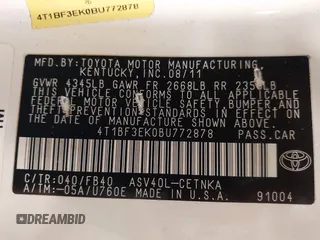 4T1BF3EK0BU772878
MFD.BY:TOYOTA MOTOR MANUFACTURING,
KENTUCKY,INC.08/11
GVWR 4345LB GAWR FR 2668LB RR 2350LB
THIS VEHICLE CONFORMS TO ALL APPLICABLE
FEDERAL MOTOR VEHICLE SAFETY, BUMPER, AND
THEFT PREVENTION STANDARDS IN EFFECT ON
THE DATE OF MANUFACTURE SHOWN ABOVE.
4T1BF3EK0BU772878 PASS.CAR
C/TR:040/FB40 ASV40L-CETNKA
A/TM:-05A/U760E MADE IN U.S.A.
TOYOTA
91004
DREAMBID